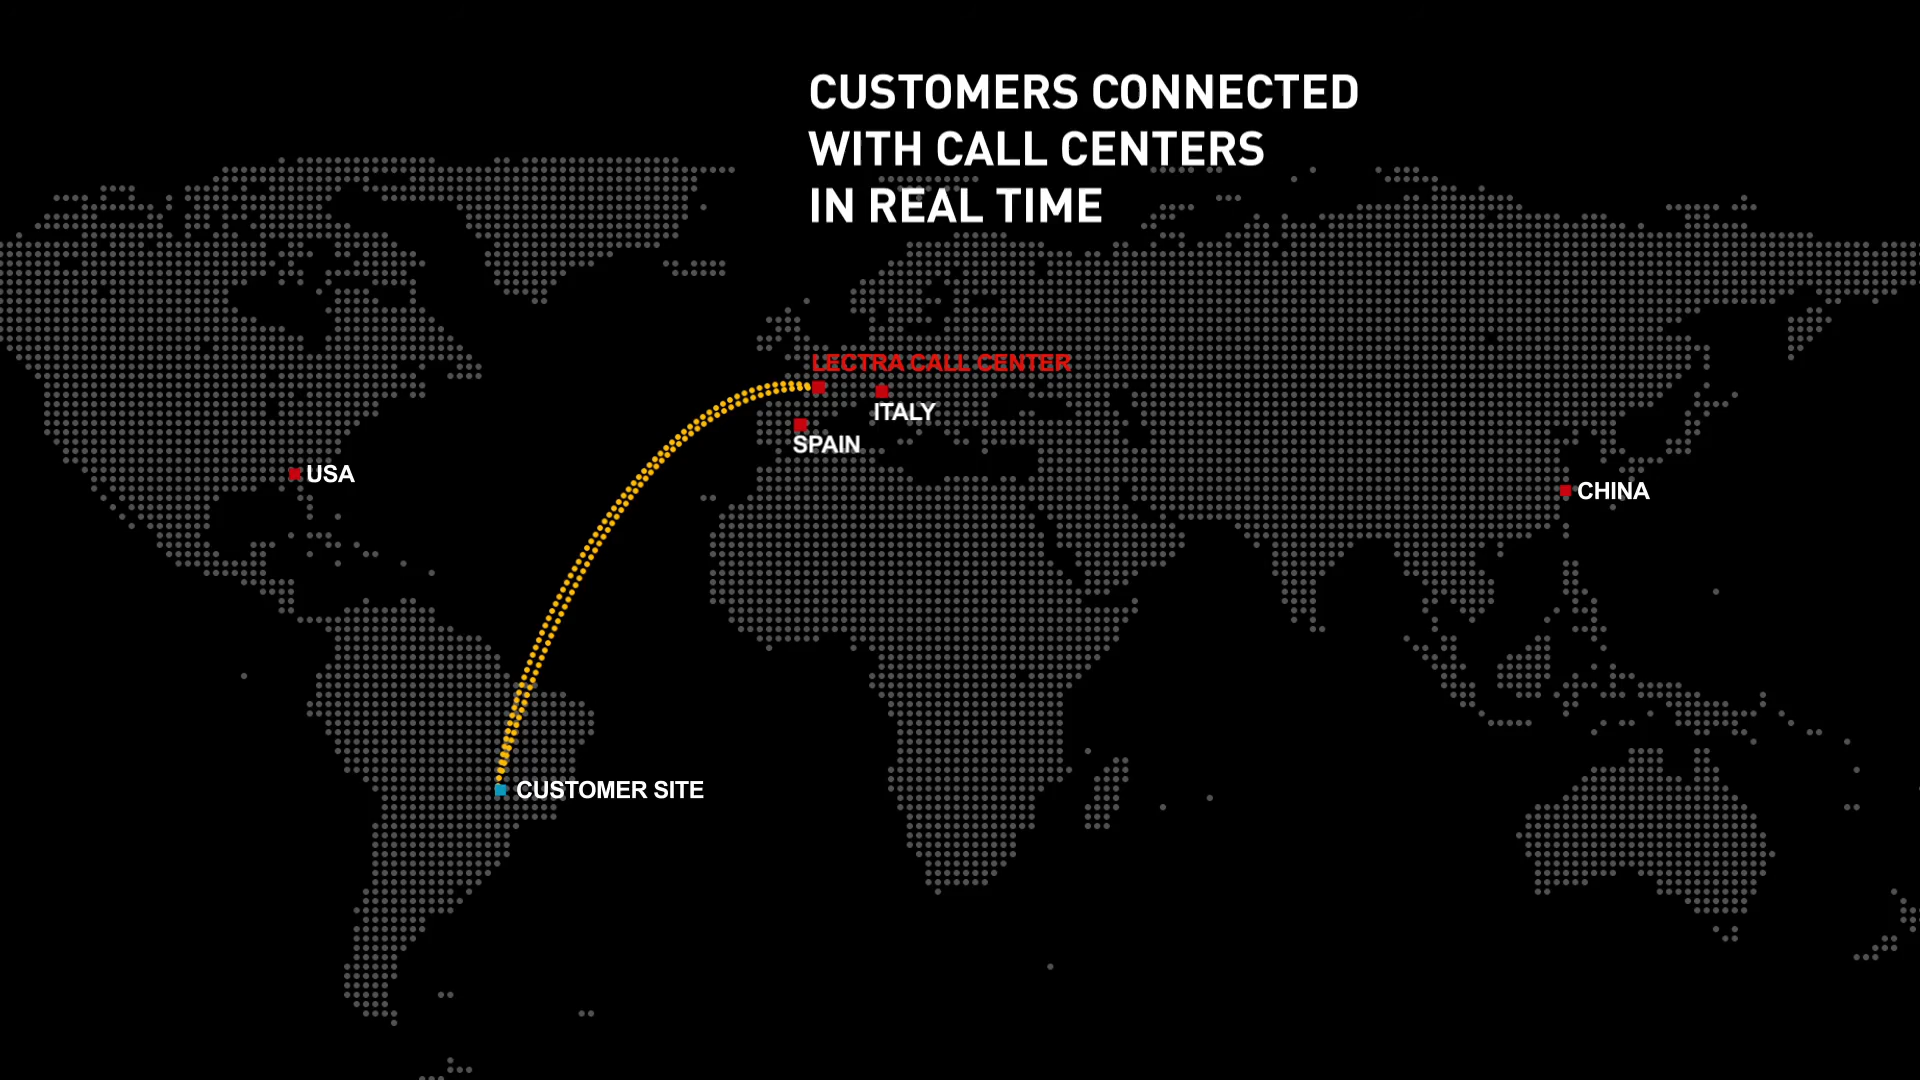 CUSTOMERS CONNECTED
WITH CALL CENTERS
IN REAL TIME
LECTRA CALL CENTER
ITALY
SPAIN
USA
CHINA
CUSTOMER SITE